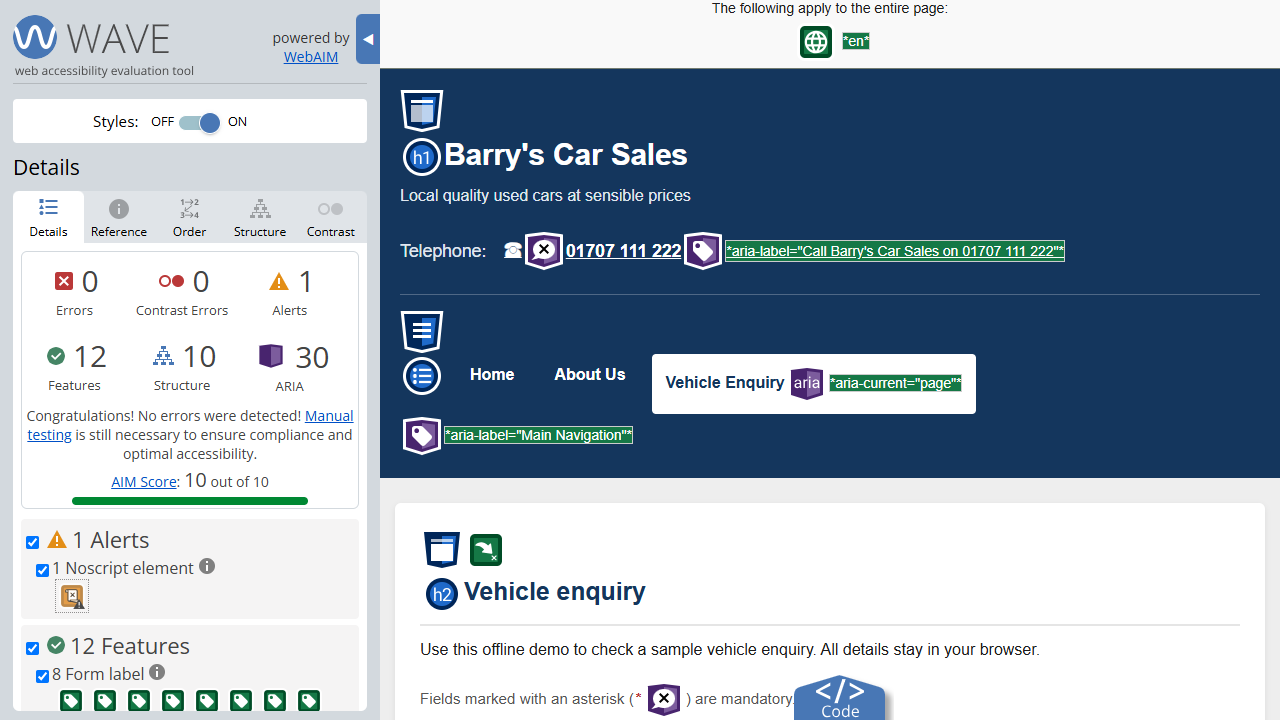 WAVE
web accessibility evaluation tool
powered by
WebAIM
Styles: OFF ON
Details
Details
Reference
Order
Structure
Contrast
0
Errors
0
Contrast Errors
1
Alerts
12
Features
10
Structure
30
ARIA
Congratulations! No errors were detected! Manual
testing is still necessary to ensure compliance and
optimal accessibility.
AIM Score: 10 out of 10
1 Alerts
1 Noscript element
12 Features
8 Form label
The following apply to the entire page:
*en*
h1 Barry's Car Sales
Local quality used cars at sensible prices
Telephone: 01707 111 222 *aria-label="Call Barry's Car Sales on 01707 111 222"*
Home
About Us
Vehicle Enquiry aria *aria-current="page"*
*aria-label="Main Navigation"*
h2 Vehicle enquiry
Use this offline demo to check a sample vehicle enquiry. All details stay in your browser.
Fields marked with an asterisk (* ) are mandatory.
</> Code